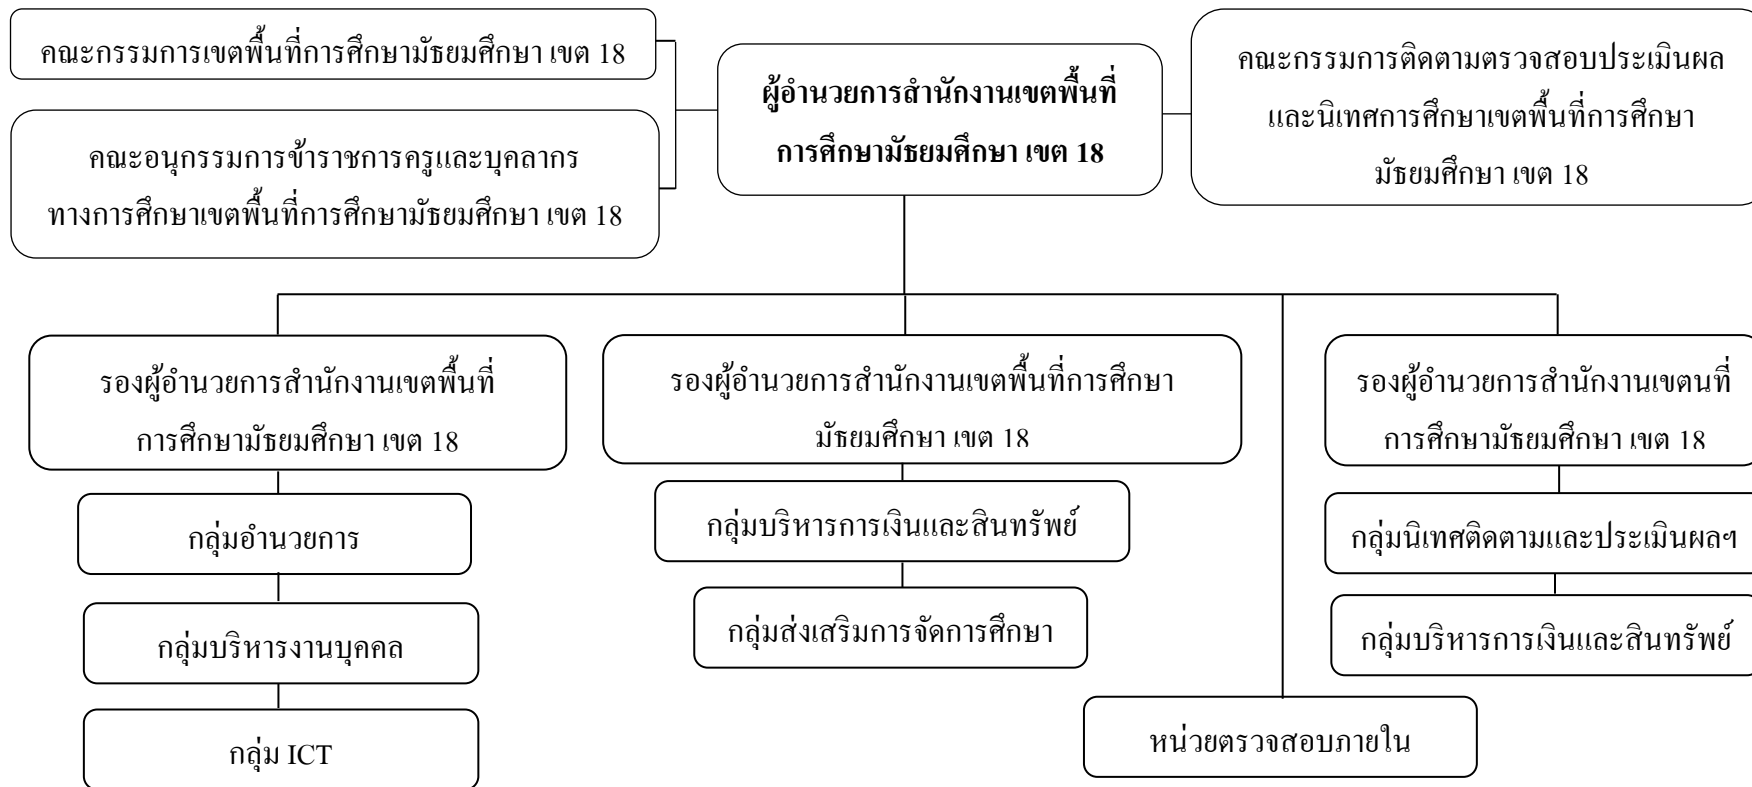 คณะกรรมการเขตพื้นที่การศึกษามัธยมศึกษา เขต 18
คณะอนุกรรมการข้าราชการครูและบุคลากร
ทางการศึกษาเขตพื้นที่การศึกษามัธยมศึกษา เขต 18
ผู้อำนวยการสำนักงานเขตพื้นที่
การศึกษามัธยมศึกษา เขต 18
คณะกรรมการติดตามตรวจสอบประเมินผล
และนิเทศการศึกษาเขตพื้นที่การศึกษา
มัธยมศึกษา เขต 18
รองผู้อำนวยการสำนักงานเขตพื้นที่
การศึกษามัธยมศึกษา เขต 18
รองผู้อำนวยการสำนักงานเขตพื้นที่การศึกษา
มัธยมศึกษา เขต 18
รองผู้อำนวยการสำนักงานเขตนที่
การศึกษามัธยมศึกษา เขต 18
กลุ่มอำนวยการ
กลุ่มบริหารงานบุคคล
กลุ่ม ICT
กลุ่มบริหารการเงินและสินทรัพย์
กลุ่มส่งเสริมการจัดการศึกษา
กลุ่มนิเทศติดตามและประเมินผลฯ
กลุ่มบริหารการเงินและสินทรัพย์
หน่วยตรวจสอบภายใน